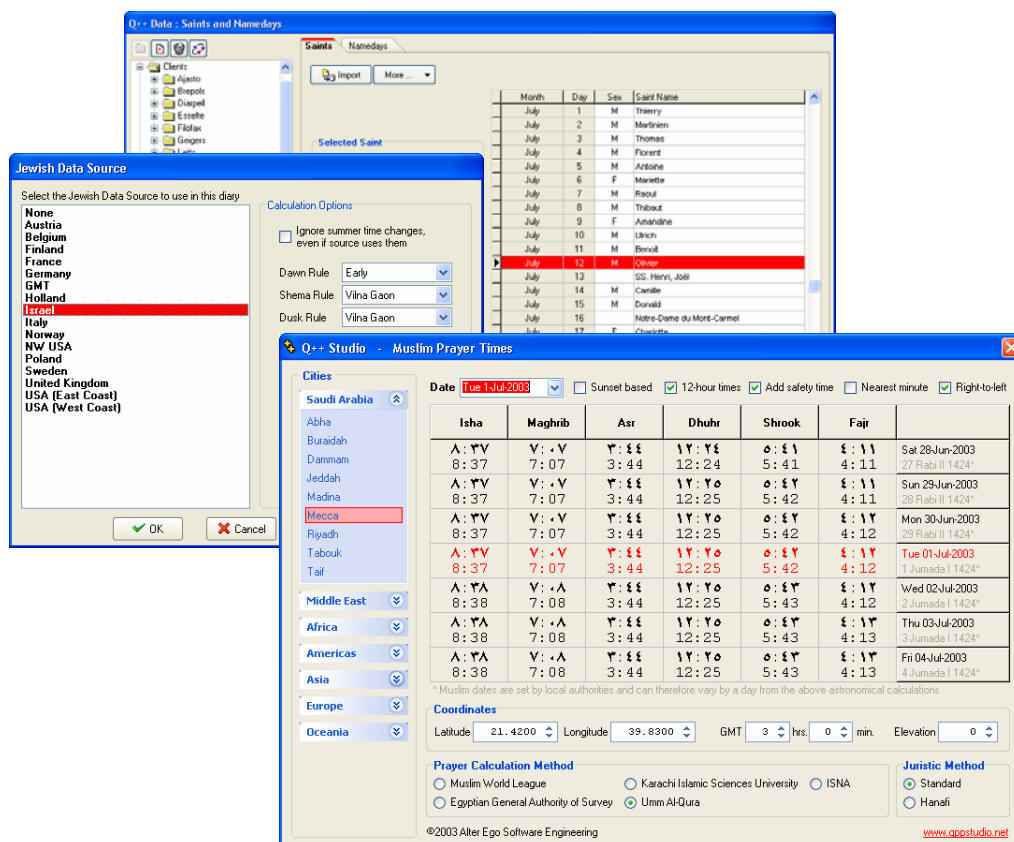 Q++ Data : Saints and Namedays
Saints Namedays
Clients
Ajasto
Brepols
Diarpell
Esselte
Filofax
Geigers
Letts
Import More ...
Selected Saint
Month Day Sex Saint Name
July 1 M Thierry
July 2 M Martinien
July 3 M Thomas
July 4 M Florent
July 5 M Antoine
July 6 F Mariette
July 7 M Raoul
July 8 M Thibaut
July 9 F Amandine
July 10 M Ulrich
July 11 M Benoît
July 12 M Olivier
July 13 SS. Henri, Joël
July 14 M Camille
July 15 M Donald
July 16 Notre-Dame du Mont-Carmel
July 17 F Charlotte
Jewish Data Source
Select the Jewish Data Source to use in this diary
None
Austria
Belgium
Finland
France
Germany
GMT
Holland
Israel
Italy
Norway
NW USA
Poland
Sweden
United Kingdom
USA (East Coast)
USA (West Coast)
Calculation Options
Ignore summer time changes,
even if source uses them
Dawn Rule Early
Shema Rule Vilna Gaon
Dusk Rule Vilna Gaon
OK Cancel
Q++ Studio - Muslim Prayer Times
Cities
Saudi Arabia
Abha
Buraidah
Dammam
Jeddah
Madina
Mecca
Riyadh
Tabouk
Taif
Middle East
Africa
Americas
Asia
Europe
Oceania
Date Tue 1-Jul-2003 Sunset based 12-hour times Add safety time Nearest minute Right-to-left
Isha Maghrib Asr Dhuhr Shrook Fajr
٨:٣٧ ٧:٠٧ ٣:٤٤ ١٢:٢٤ ٥:٤١ ٤:١١ Sat 28-Jun-2003
8:37 7:07 3:44 12:24 5:41 4:11 27 Rabi II 1424*
٨:٣٧ ٧:٠٧ ٣:٤٤ ١٢:٢٥ ٥:٤٢ ٤:١١ Sun 29-Jun-2003
8:37 7:07 3:44 12:25 5:42 4:11 28 Rabi II 1424*
٨:٣٧ ٧:٠٧ ٣:٤٤ ١٢:٢٥ ٥:٤٢ ٤:١٢ Mon 30-Jun-2003
8:37 7:07 3:44 12:25 5:42 4:12 29 Rabi II 1424*
٨:٣٧ ٧:٠٧ ٣:٤٤ ١٢:٢٥ ٥:٤٢ ٤:١٢ Tue 01-Jul-2003
8:37 7:07 3:44 12:25 5:42 4:12 1 Jumada I 1424*
٨:٣٨ ٧:٠٨ ٣:٤٤ ١٢:٢٥ ٥:٤٣ ٤:١٢ Wed 02-Jul-2003
8:38 7:08 3:44 12:25 5:43 4:12 2 Jumada I 1424*
٨:٣٨ ٧:٠٨ ٣:٤٤ ١٢:٢٥ ٥:٤٣ ٤:١٣ Thu 03-Jul-2003
8:38 7:08 3:44 12:25 5:43 4:13 3 Jumada I 1424*
٨:٣٨ ٧:٠٨ ٣:٤٤ ١٢:٢٥ ٥:٤٣ ٤:١٣ Fri 04-Jul-2003
8:38 7:08 3:44 12:25 5:43 4:13 4 Jumada I 1424*
* Muslim dates are set by local authorities and can therefore vary by a day from the above astronomical calculations
Coordinates
Latitude 21.4200 Longitude 39.8300 GMT 3 hrs. 0 min. Elevation 0
Prayer Calculation Method
Muslim World League Karachi Islamic Sciences University ISNA
Egyptian General Authority of Survey Umm Al-Qura
Juristic Method
Standard
Hanafi
©2003 Alter Ego Software Engineering www.qppstudio.net